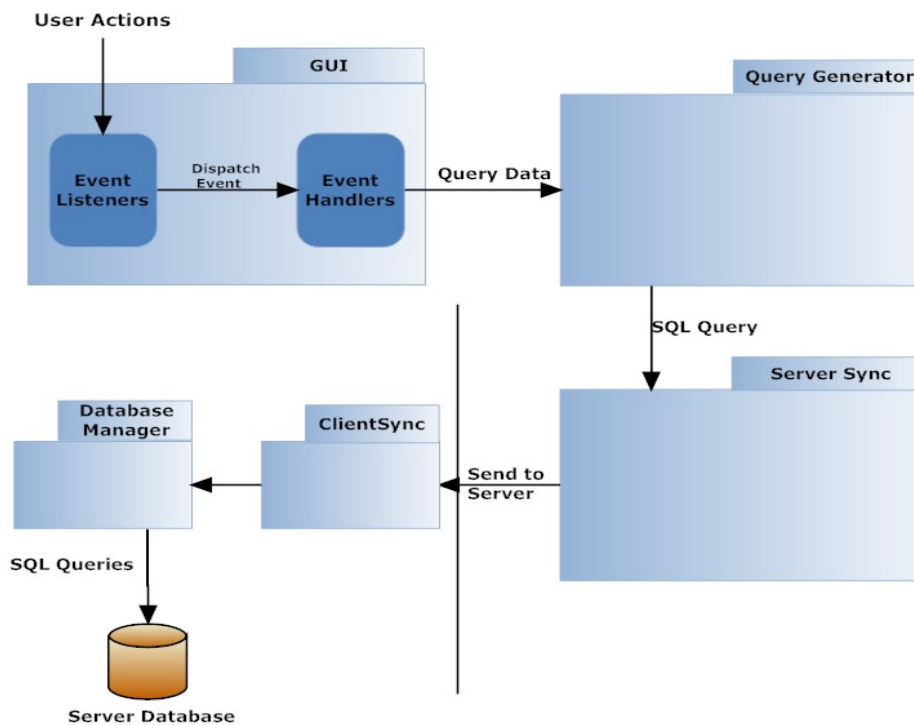 User Actions
GUI
Query Generator
Event
Listeners
Dispatch
Event
Event
Handlers
Query Data
SQL Query
Server Sync
Database
Manager
ClientSync
Send to
Server
SQL Queries
Server Database